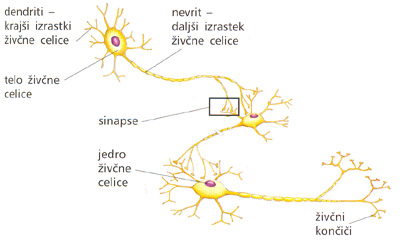 dendriti –
krajši izrastki
živčne celice
nevrit –
daljši izrastek
živčne celice
telo živčne
celice
sinapse
jedro
živčne
celice
živčni
končiči